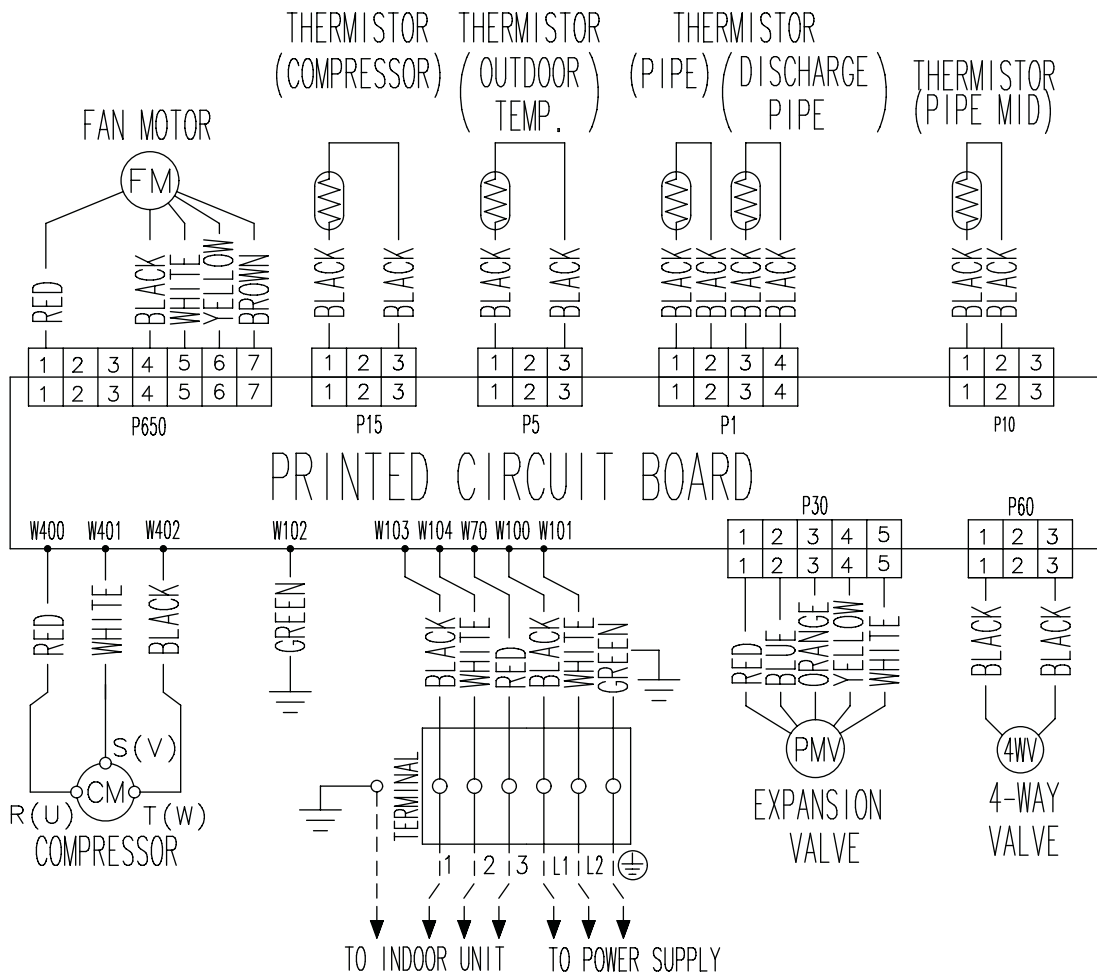 THERMISTOR THERMISTOR THERMISTOR
(COMPRESSOR) (OUTDOOR TEMP.) (PIPE) (DISCHARGE PIPE)
THERMISTOR
(PIPE MID)
FAN MOTOR
FM
RED BLACK WHITE YELLOW BROWN BLACK BLACK BLACK BLACK BLACK BLACK BLACK BLACK BLACK BLACK
1 2 3 4 5 6 7 1 2 3 1 2 3 1 2 3 4 1 2 3
1 2 3 4 5 6 7 1 2 3 1 2 3 1 2 3 4 1 2 3
P650 P15 P5 P1 P10
PRINTED CIRCUIT BOARD
P30 P60
W400 W401 W402 W102 W103 W104 W70 W100 W101
1 2 3 4 5 1 2 3
1 2 3 4 5 1 2 3
RED WHITE BLACK GREEN BLACK WHITE RED BLACK WHITE GREEN RED BLUE ORANGE YELLOW WHITE BLACK BLACK
S(V)
CM
R(U) T(W)
COMPRESSOR
TERMINAL
PMV 4WV
EXPANSION
VALVE
4-WAY
VALVE
1 2 3 L1 L2
TO INDOOR UNIT TO POWER SUPPLY